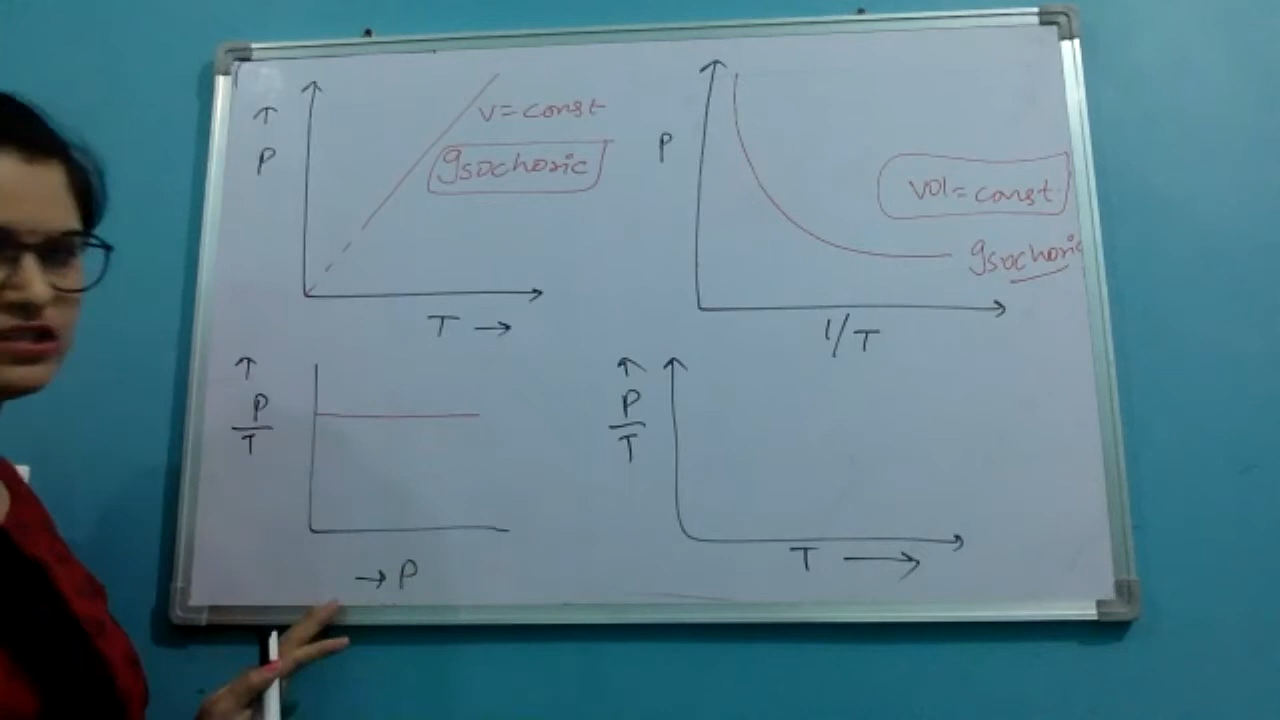 ↑
P
V = const
Isochoric
T →
P
vol = const.
Isochoric
1/T
↑
P/T
→ P
↑
P/T
T →